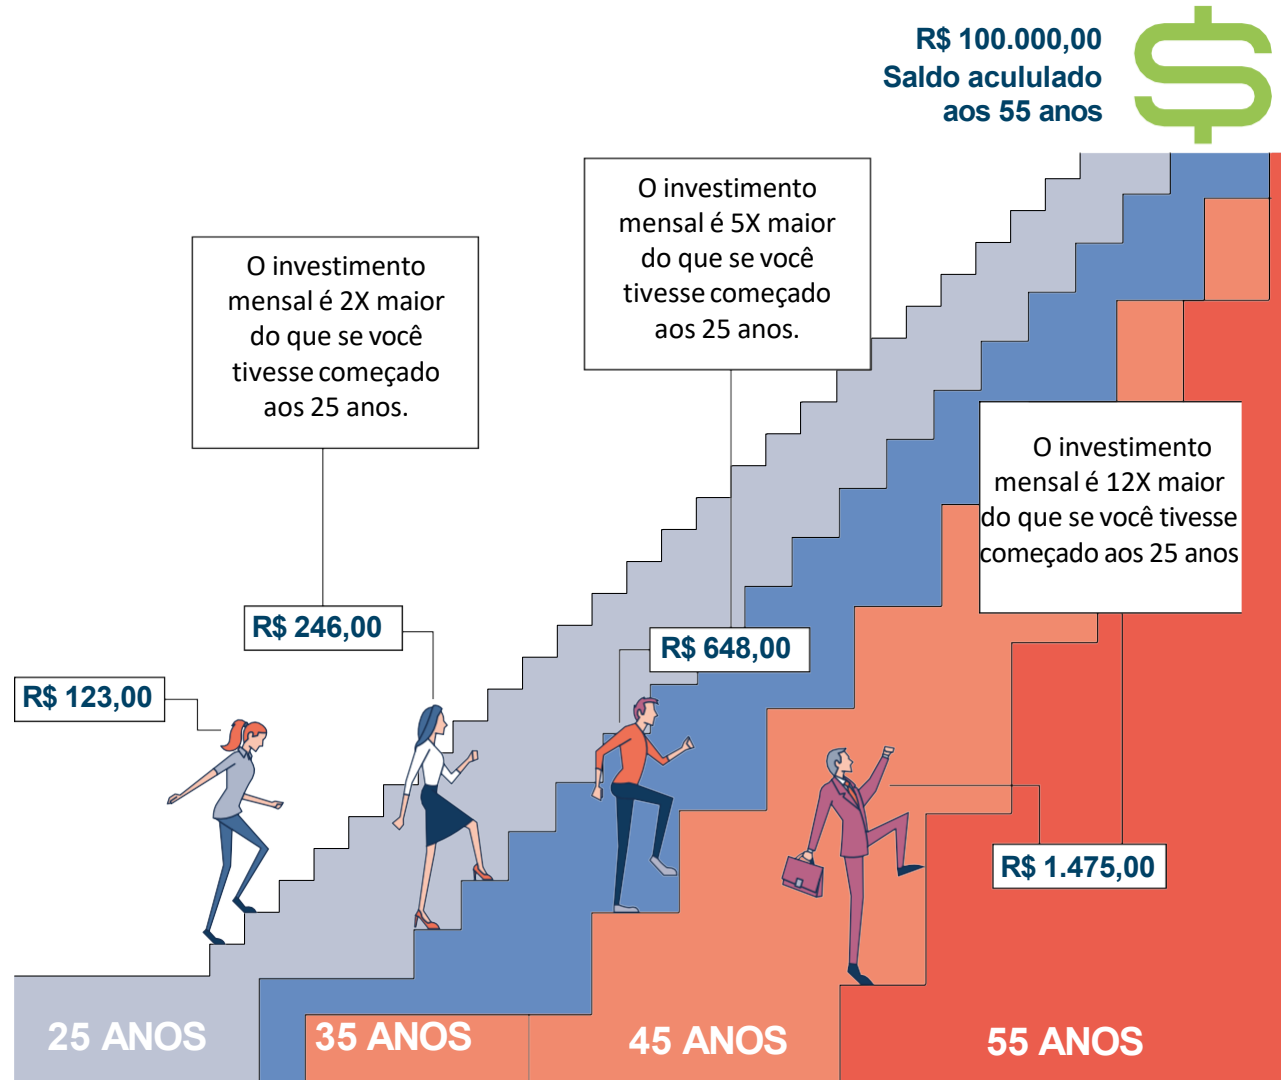 R$ 100.000,00
Saldo acululado
aos 55 anos
O investimento
mensal é 5X maior
do que se você
tivesse começado
aos 25 anos.
O investimento
mensal é 2X maior
do que se você
tivesse começado
aos 25 anos.
O investimento
mensal é 12X maior
do que se você tivesse
começado aos 25 anos
R$ 246,00
R$ 648,00
R$ 123,00
R$ 1.475,00
25 ANOS
35 ANOS
45 ANOS
55 ANOS